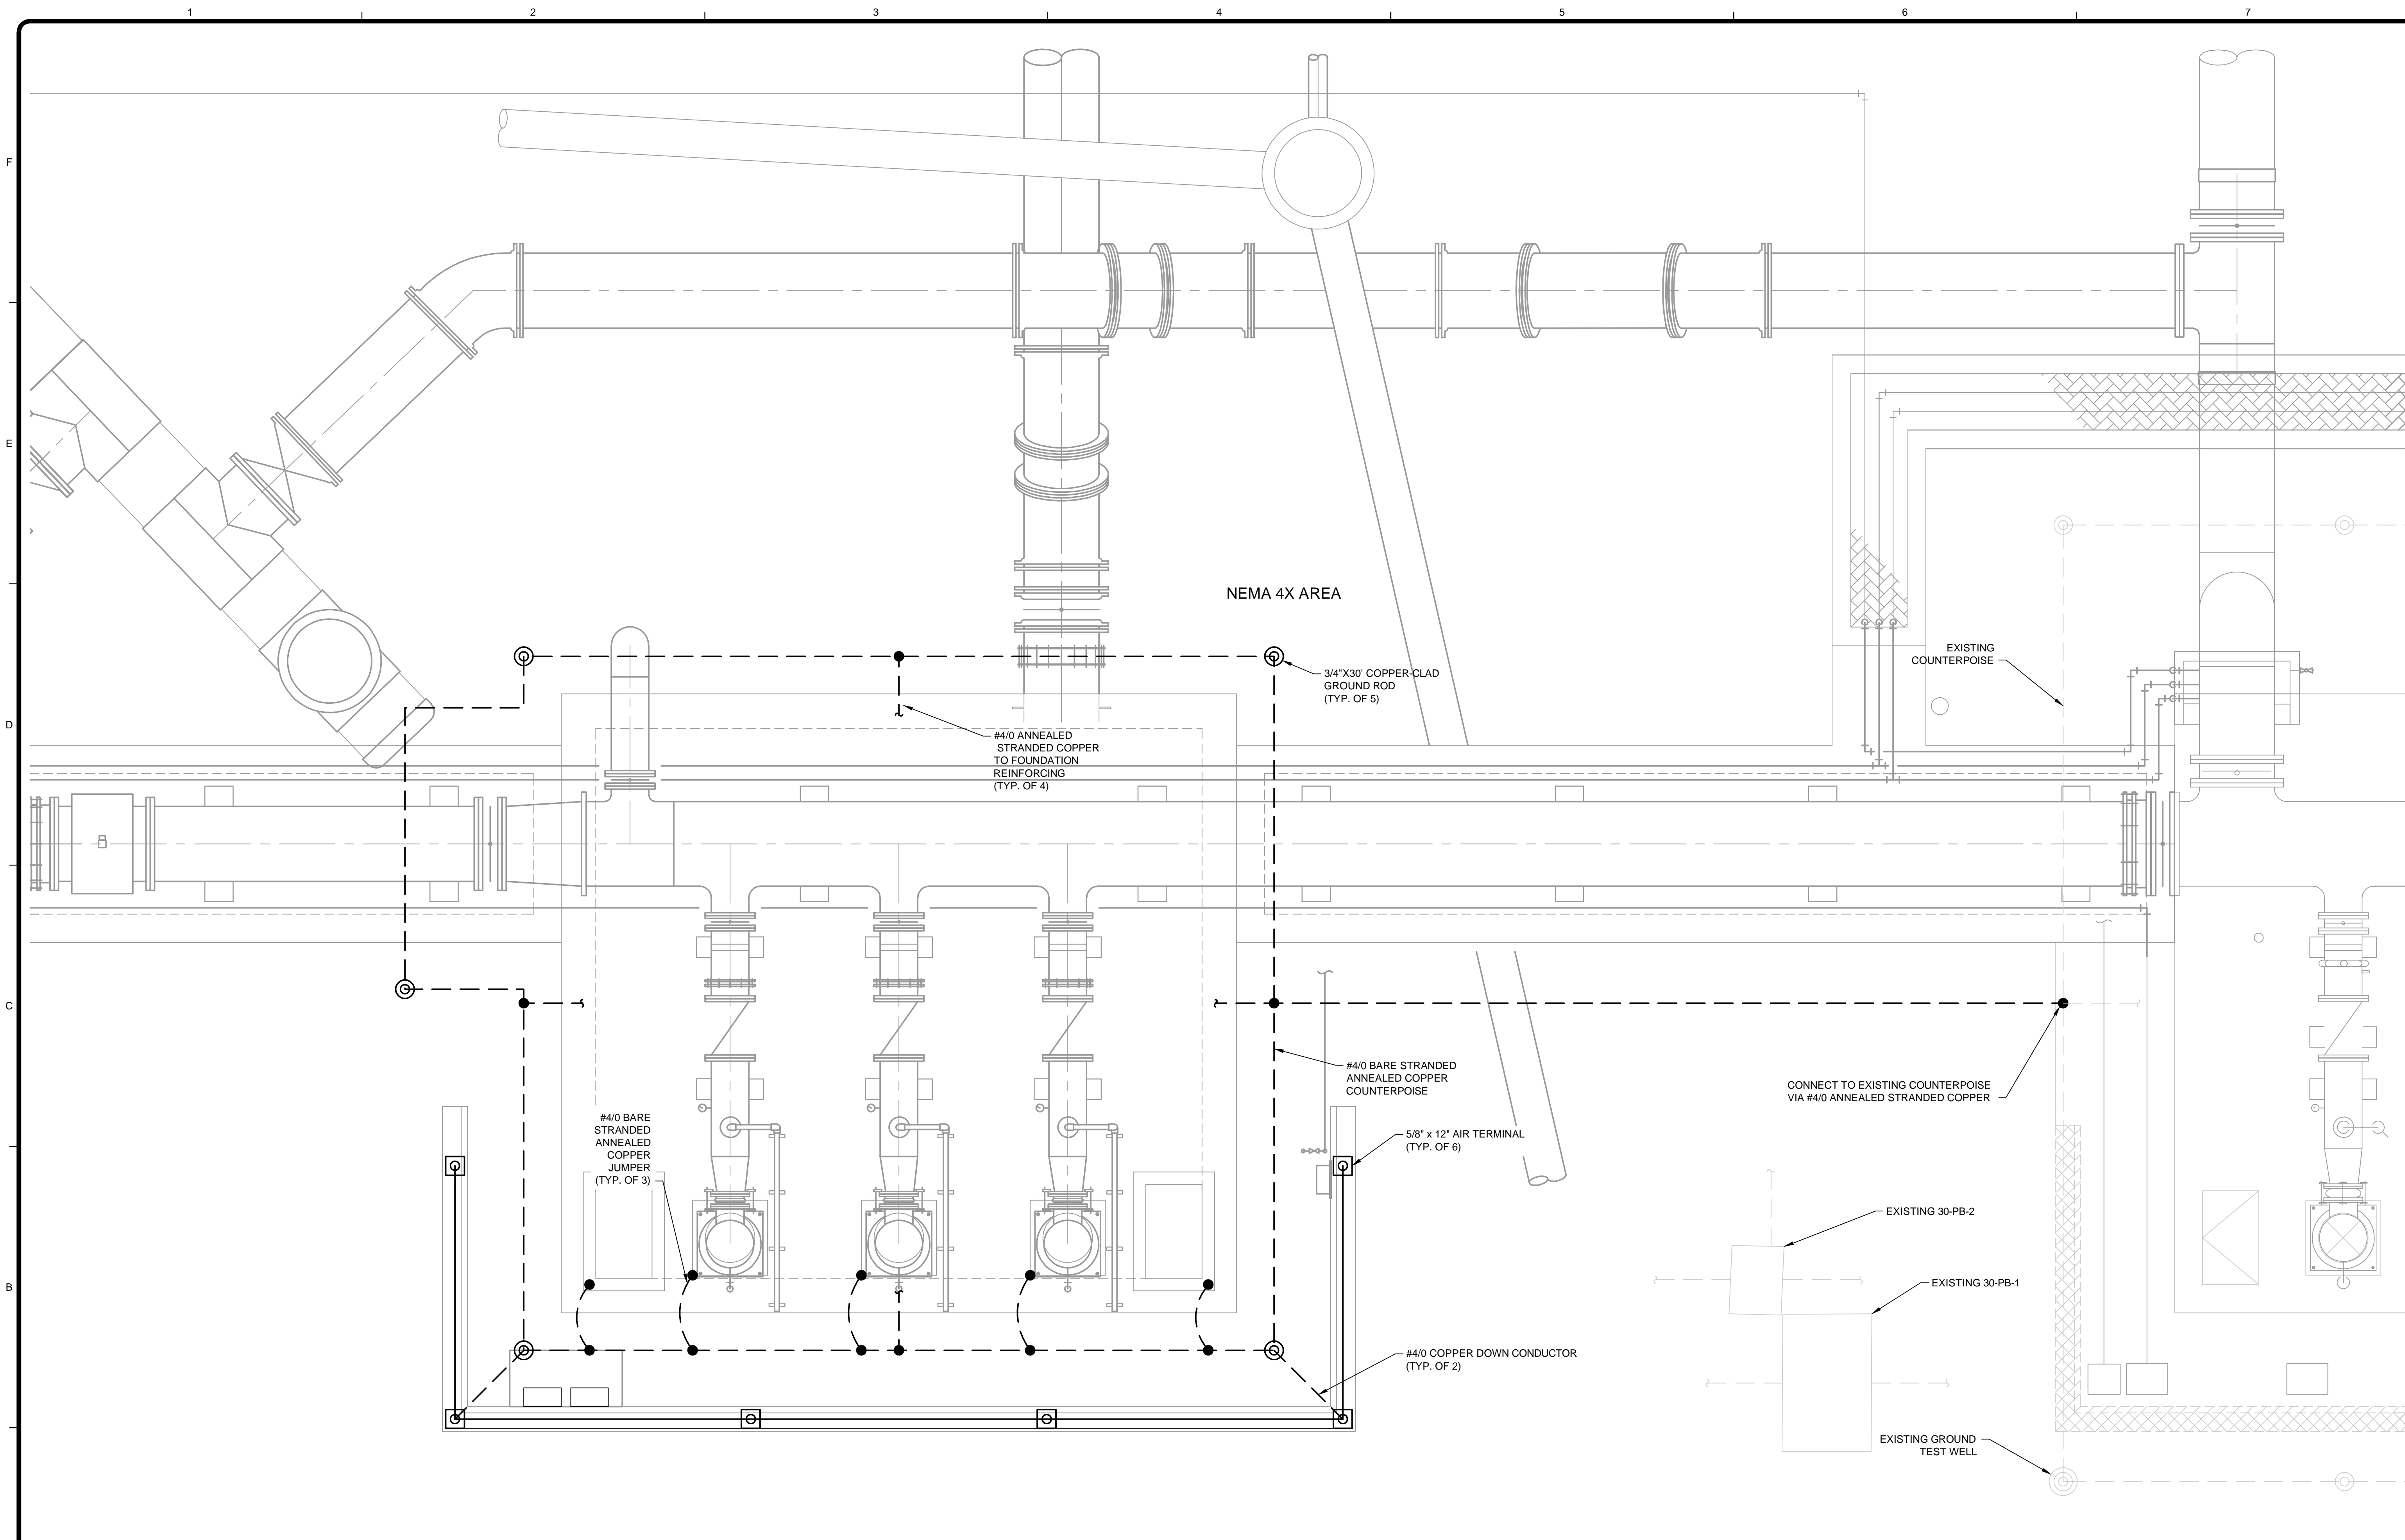 1 2 3 4 5 6 7
F
E
NEMA 4X AREA
EXISTING
COUNTERPOISE
3/4"X30' COPPER-CLAD
GROUND ROD
(TYP. OF 5)
D
#4/0 ANNEALED
STRANDED COPPER
TO FOUNDATION
REINFORCING
(TYP. OF 4)
C
#4/0 BARE STRANDED
ANNEALED COPPER
COUNTERPOISE
CONNECT TO EXISTING COUNTERPOISE
VIA #4/0 ANNEALED STRANDED COPPER
#4/0 BARE
STRANDED
ANNEALED
COPPER
JUMPER
(TYP. OF 3)
5/8" x 12" AIR TERMINAL
(TYP. OF 6)
EXISTING 30-PB-2
B
EXISTING 30-PB-1
#4/0 COPPER DOWN CONDUCTOR
(TYP. OF 2)
EXISTING GROUND
TEST WELL